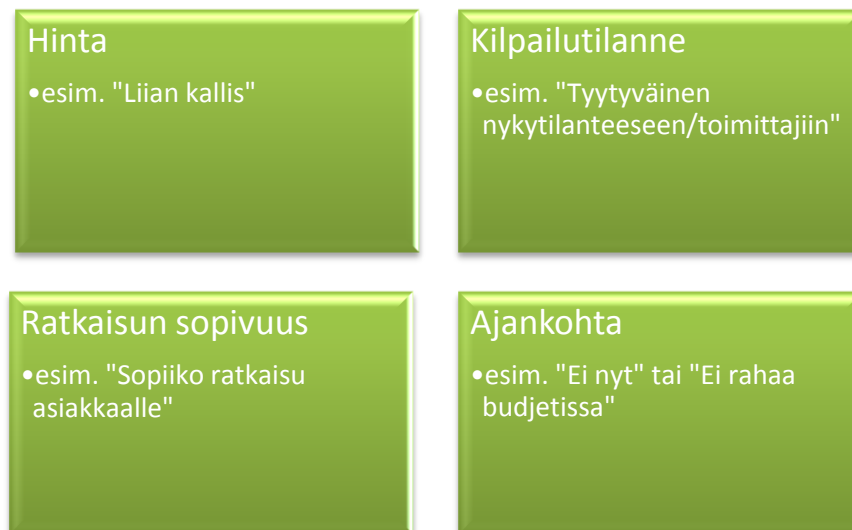 Hinta
•esim. "Liian kallis"
Kilpailutilanne
•esim. "Tyytyväinen
nykytilanteeseen/toimittajiin"
Ratkaisun sopivuus
•esim. "Sopiiko ratkaisu
asiakkaalle"
Ajankohta
•esim. "Ei nyt" tai "Ei rahaa
budjetissa"